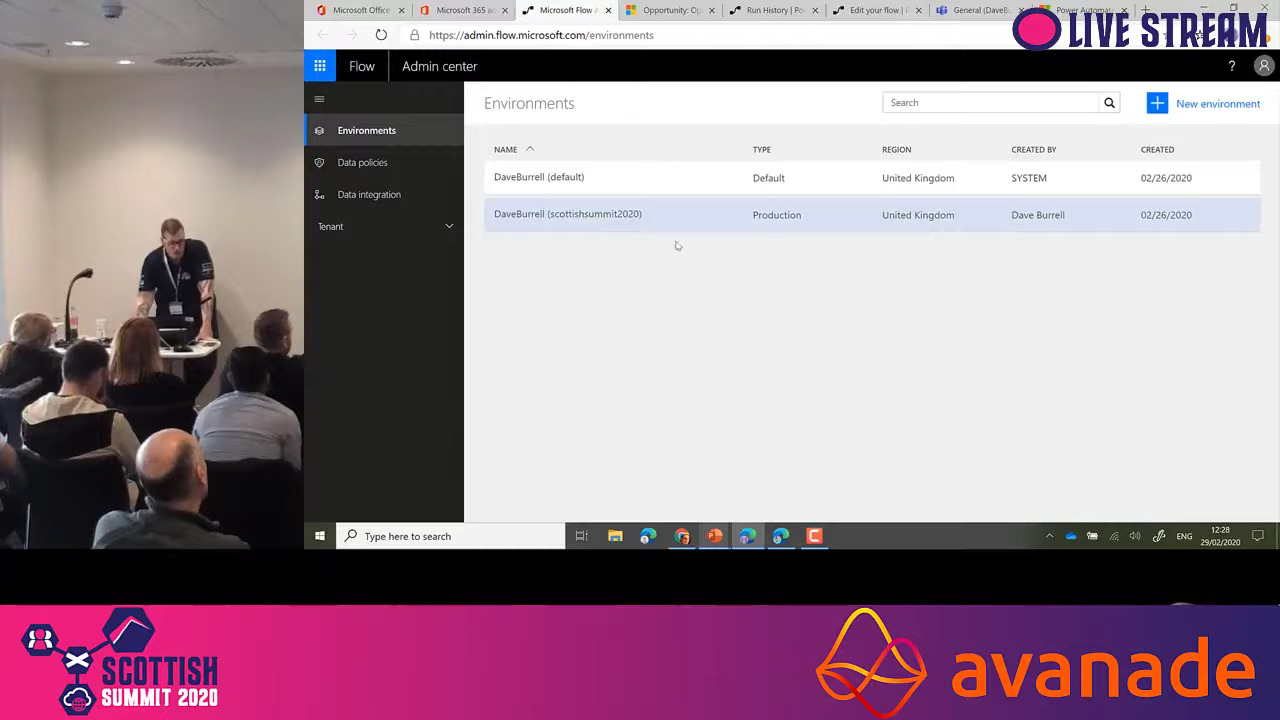 Microsoft Office
Microsoft 365 a
Microsoft Flow
Opportunity: Op
Run History | P
Edit your flow |
General (DaveB
Power Automat
LIVE STREAM
https://admin.flow.microsoft.com/environments
Flow
Admin center
?
Environments
Data policies
Data integration
Tenant
Environments
Search
New environment
NAME TYPE REGION CREATED BY CREATED
DaveBurrell (default) Default United Kingdom SYSTEM 02/26/2020
DaveBurrell (scottishsummit2020) Production United Kingdom Dave Burrell 02/26/2020
Type here to search
ENG
12:28
29/02/2020
SCOTTISH
SUMMIT 2020
avanade